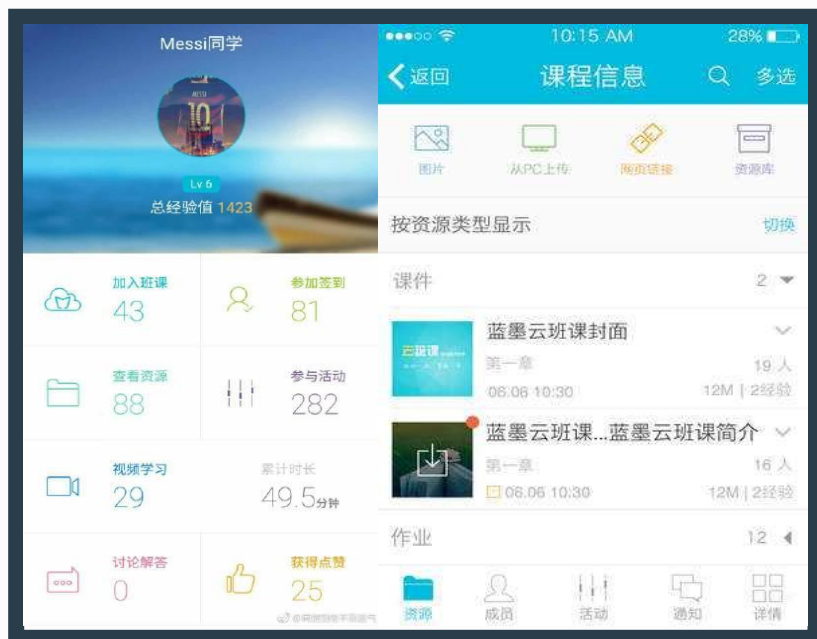 Messi同学
MESSI
10
Lv 6
总经验值 1423
加入班课
43
参加签到
81
查看资源
88
参与活动
282
视频学习
29
累计时长
49.5分钟
讨论解答
0
获得点赞
25
10:15 AM
28%
返回
课程信息
多选
图片
从PC上传
网页链接
资源库
按资源类型显示
切换
课件
2
云班课
蓝墨云班课封面
第一章
19 人
06.06 10:30
12M | 2经验
蓝墨云班课...蓝墨云班课简介
第一章
16 人
06.06 10:30
12M | 2经验
作业
12
资源
成员
活动
通知
详情